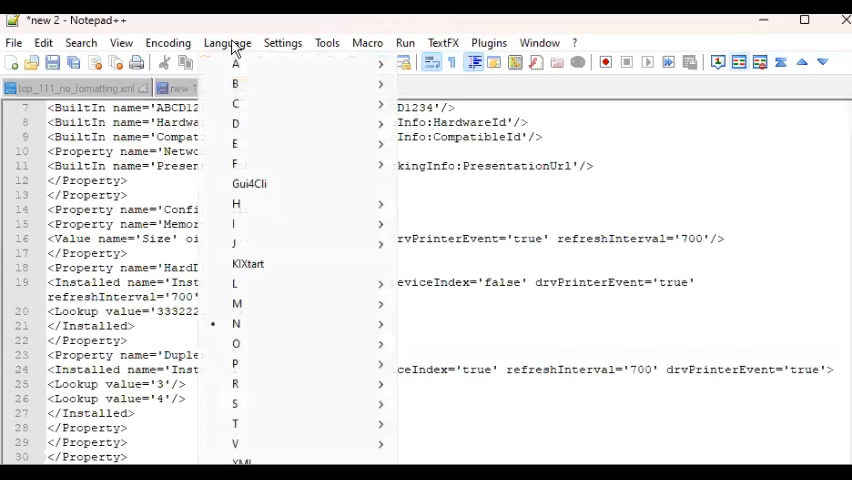 *new 2 - Notepad++
File Edit Search View Encoding Language Settings Tools Macro Run TextFX Plugins Window ?
tcp_111_no_formatting.xml new 1
A
B
C
D
E
F
Gui4Cli
H
I
J
KIXtart
L
M
N
O
P
R
S
T
V
XML
7 <BuiltIn name='ABCD12 D1234'/>
8 <BuiltIn name='Hardwa Info:HardwareId'/>
9 <BuiltIn name='Compat Info:CompatibleId'/>
10 <Property name='Networ
11 <BuiltIn name='Presen kingInfo:PresentationUrl'/>
12 </Property>
13 </Property>
14 <Property name='Confi
15 <Property name='Memor
16 <Value name='Size' oi rvPrinterEvent='true' refreshInterval='700'/>
17 </Property>
18 <Property name='HardD
19 <Installed name='Inst eviceIndex='false' drvPrinterEvent='true'
refreshInterval='700'
20 <Lookup value='333222
21 </Installed>
22 </Property>
23 <Property name='Duple
24 <Installed name='Inst ceIndex='true' refreshInterval='700' drvPrinterEvent='true'>
25 <Lookup value='3'/>
26 <Lookup value='4'/>
27 </Installed>
28 </Property>
29 </Property>
30 </Property>